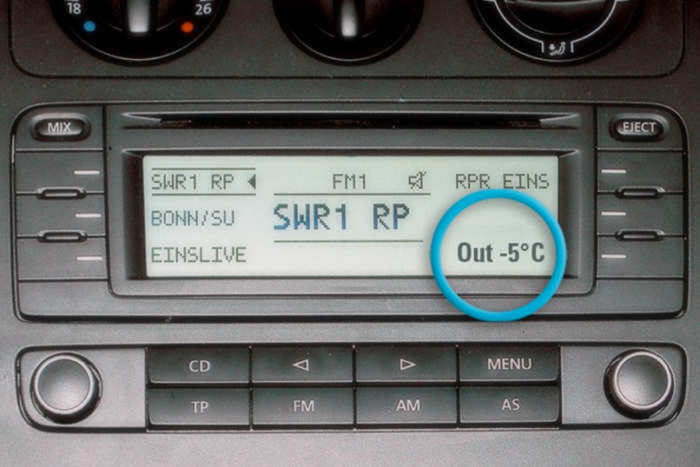 18
26
MIX
EJECT
SWR1 RP
FM1
RPR EINS
BONN/SU
SWR1 RP
EINSLIVE
Out -5°C
CD
MENU
TP
FM
AM
AS